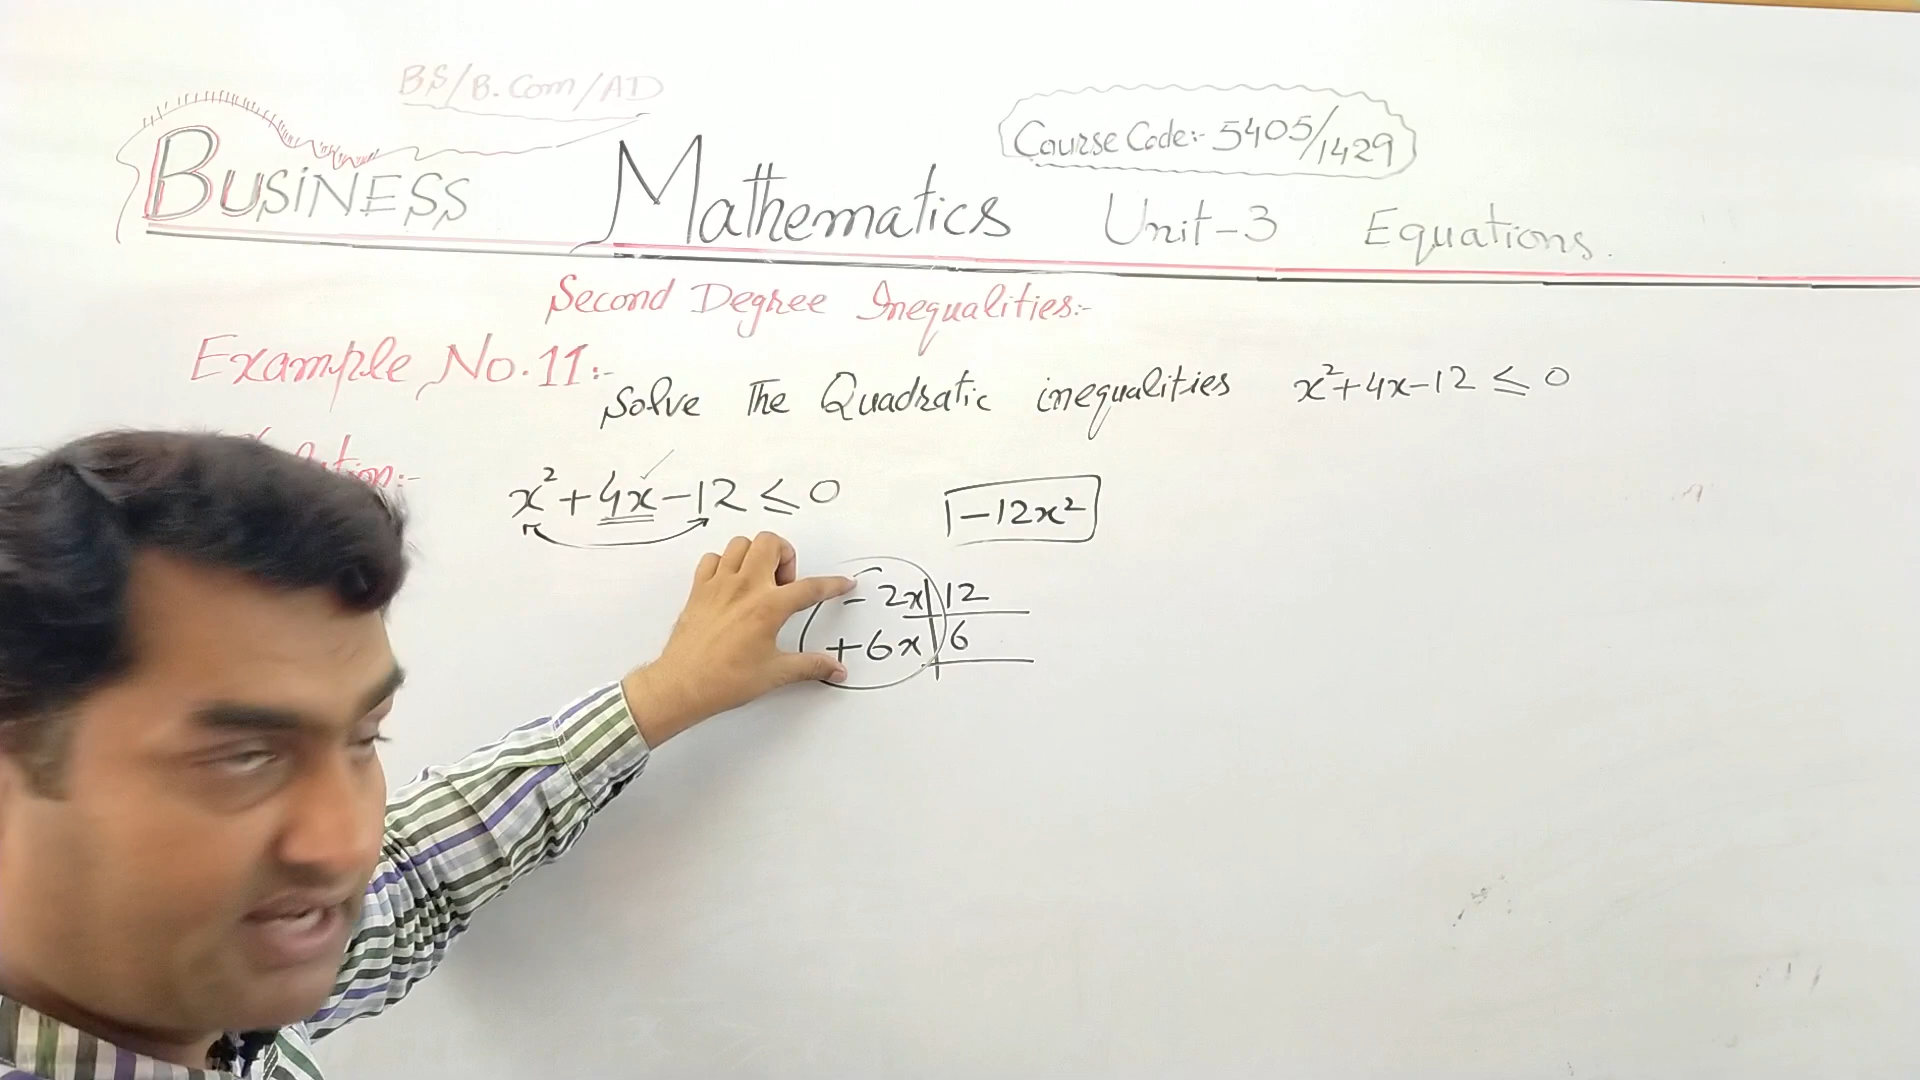 BS/B.Com/AD
Course Code:- 5405/1429
BUSINESS Mathematics Unit-3 Equations.
Second Degree Inequalities:-
Example No.11:-
Solve The Quadratic inequalities x²+4x-12 ≤ 0
x²+4x-12 ≤ 0
-12x²
-2x | 12
+6x | 6